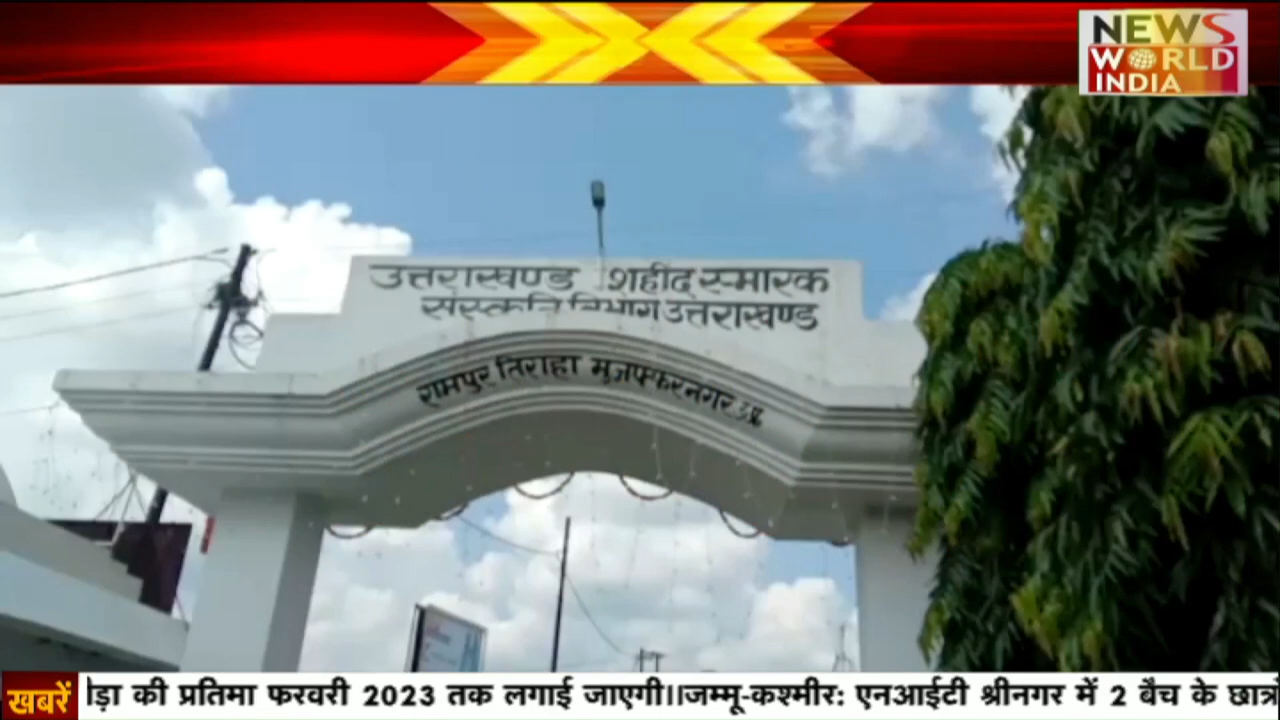 NEWS
WORLD
INDIA
उत्तराखण्ड शहीद स्मारक
संस्कृति विभाग उत्तराखण्ड
रामपुर तिराहा मुजफ्फरनगर उ.प्र.
खबरें
ड़ा की प्रतिमा फरवरी 2023 तक लगाई जाएगी।।जम्मू-कश्मीर: एनआईटी श्रीनगर में 2 बैच के छात्रों